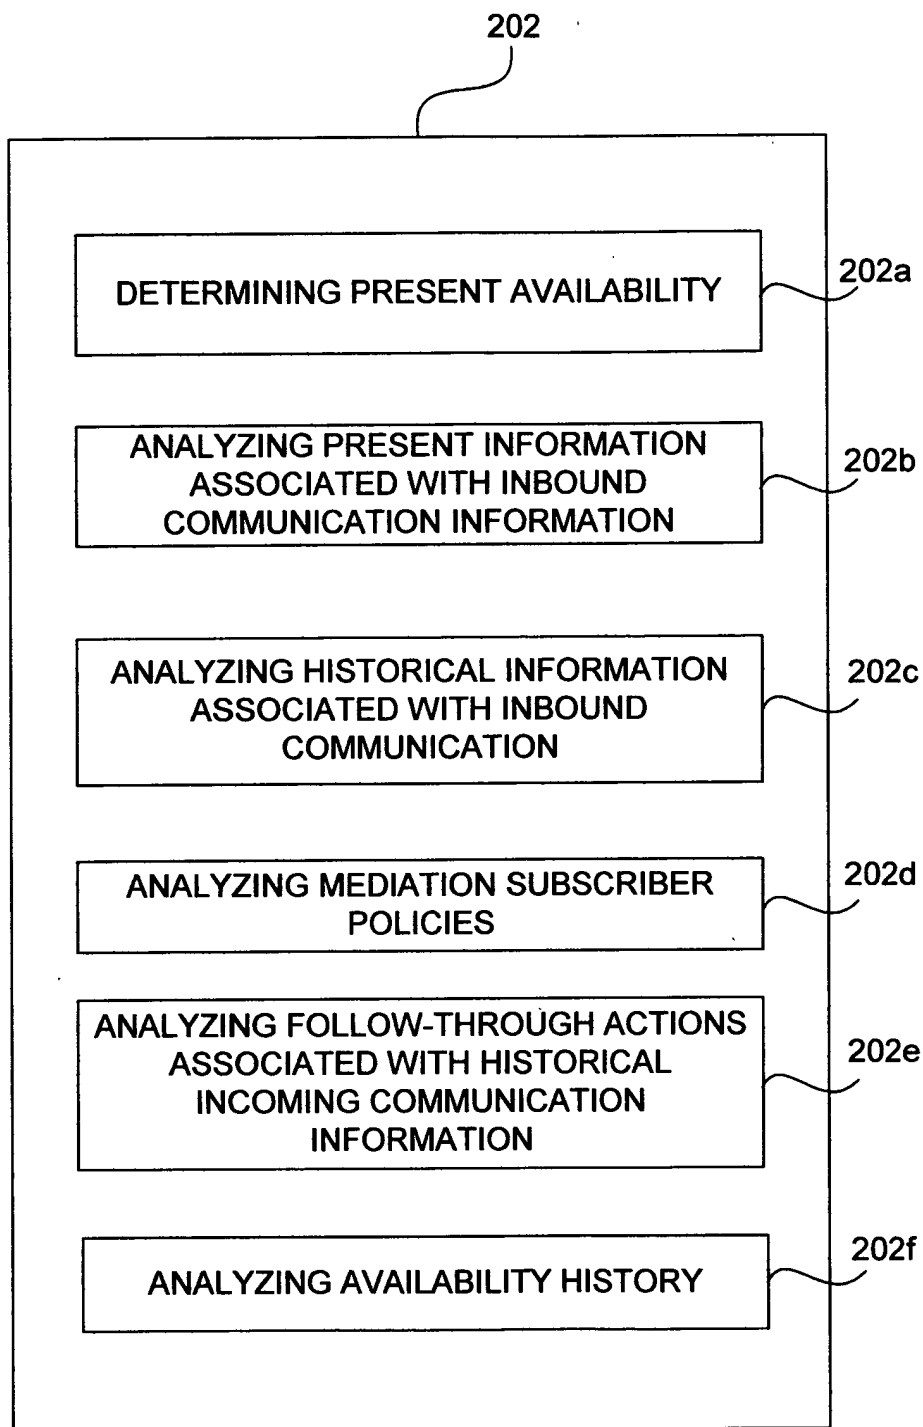 202
DETERMINING PRESENT AVAILABILITY
202a
ANALYZING PRESENT INFORMATION
ASSOCIATED WITH INBOUND
COMMUNICATION INFORMATION
202b
ANALYZING HISTORICAL INFORMATION
ASSOCIATED WITH INBOUND
COMMUNICATION
202c
ANALYZING MEDIATION SUBSCRIBER
POLICIES
202d
ANALYZING FOLLOW-THROUGH ACTIONS
ASSOCIATED WITH HISTORICAL
INCOMING COMMUNICATION
INFORMATION
202e
ANALYZING AVAILABILITY HISTORY
202f